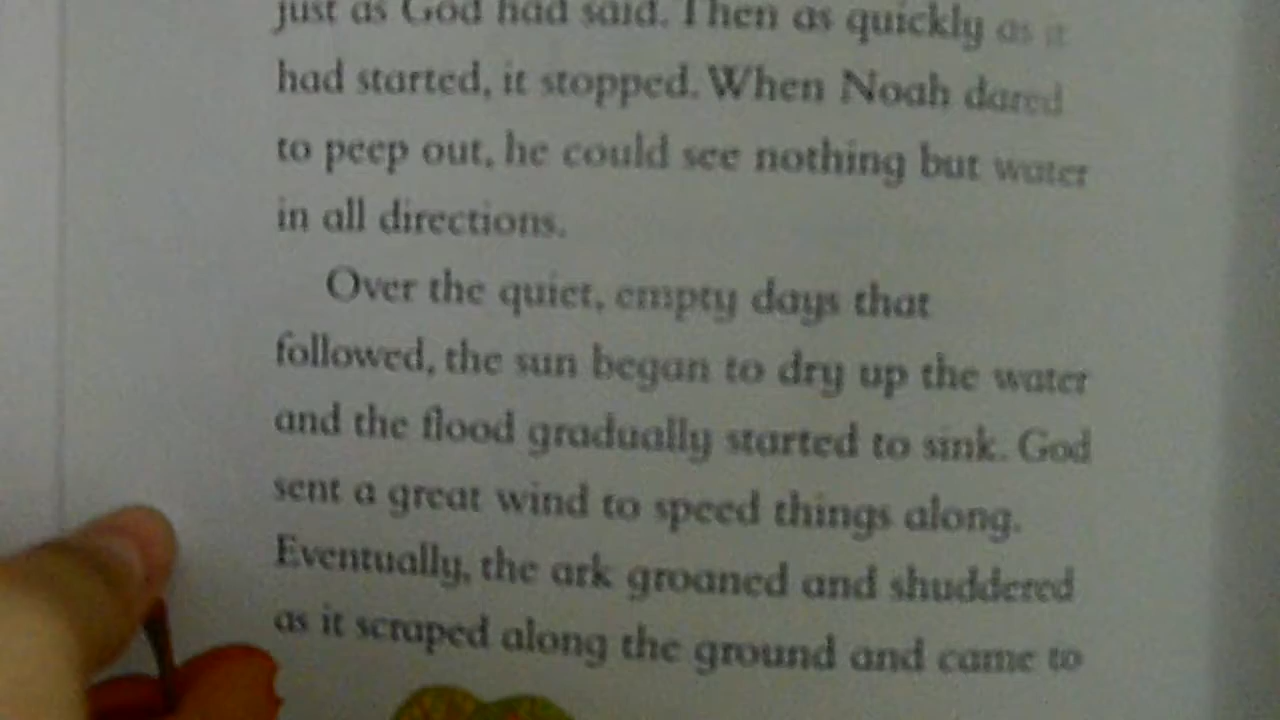 just as God had said. Then as quickly as it
had started, it stopped. When Noah dared
to peep out, he could see nothing but water
in all directions.
Over the quiet, empty days that
followed, the sun began to dry up the water
and the flood gradually started to sink. God
sent a great wind to speed things along.
Eventually, the ark groaned and shuddered
as it scraped along the ground and came to